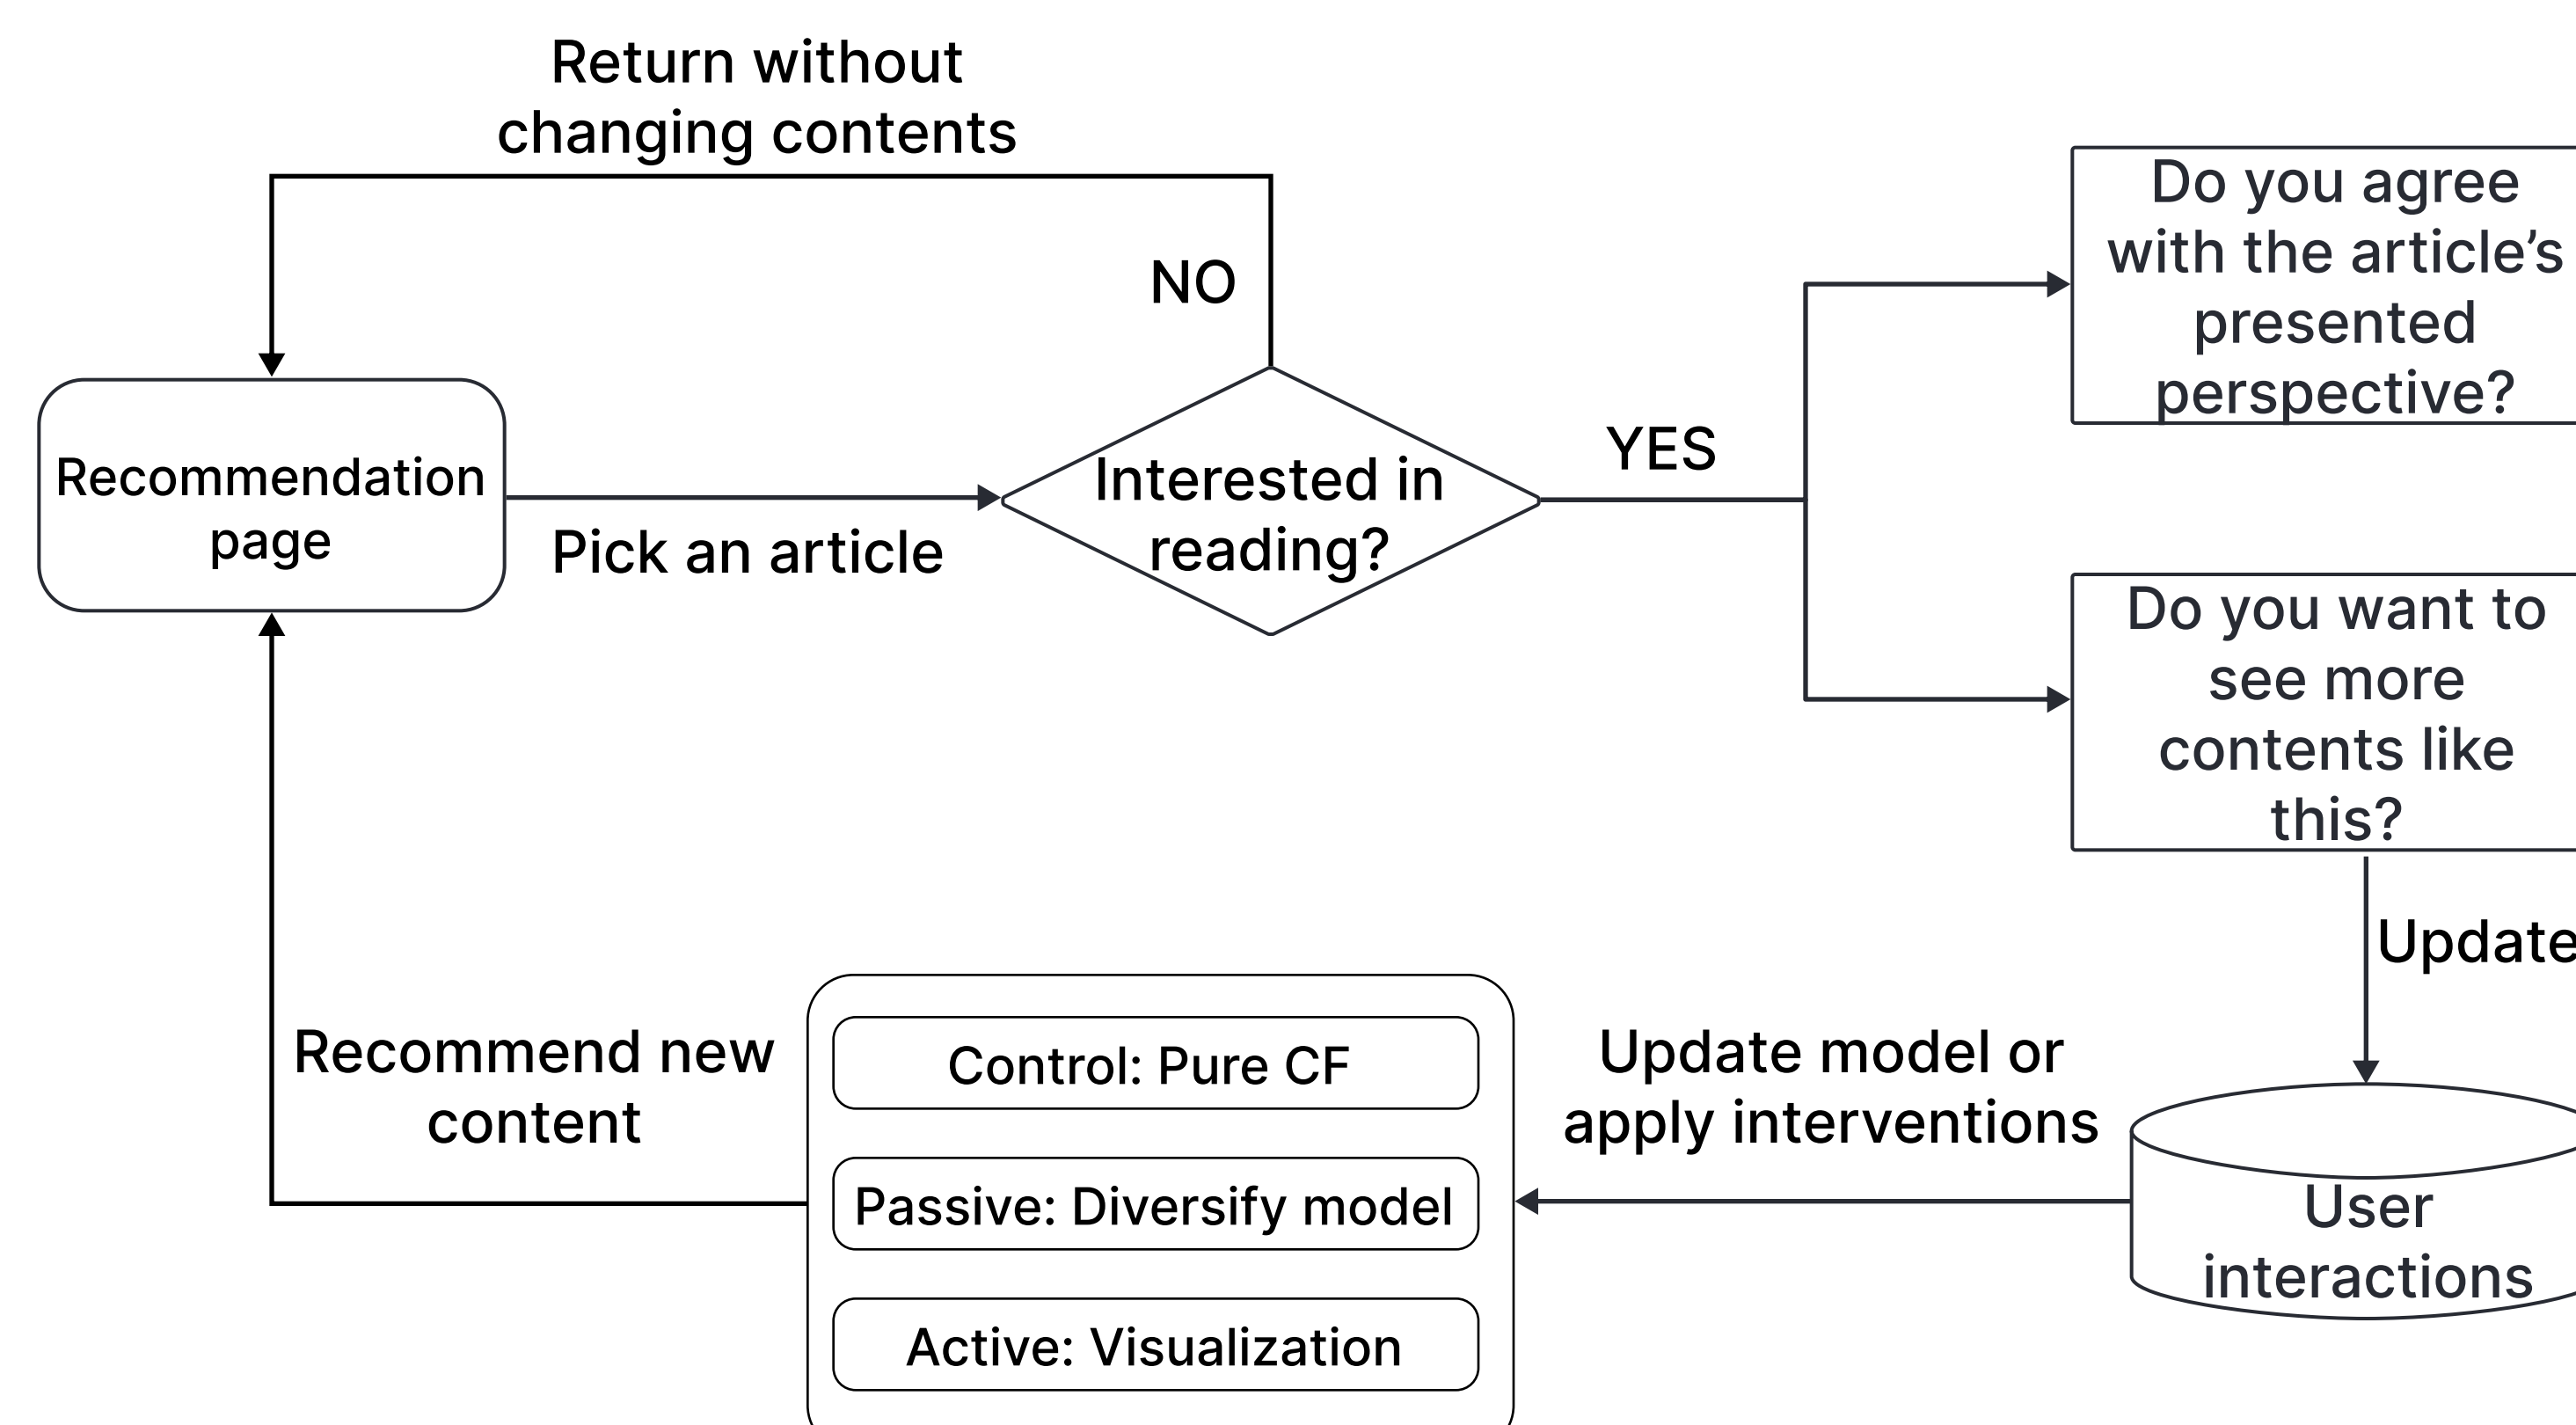 Return without
changing contents
NO
Do you agree
with the article’s
presented
perspective?
Recommendation
page
Pick an article
Interested in
reading?
YES
Do you want to
see more
contents like
this?
Update
Recommend new
content
Control: Pure CF
Passive: Diversify model
Active: Visualization
Update model or
apply interventions
User
interactions